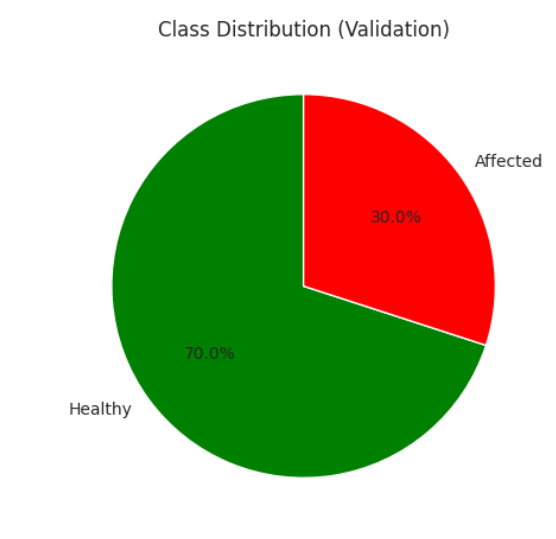 Class Distribution (Validation)
Affected
30.0%
70.0%
Healthy